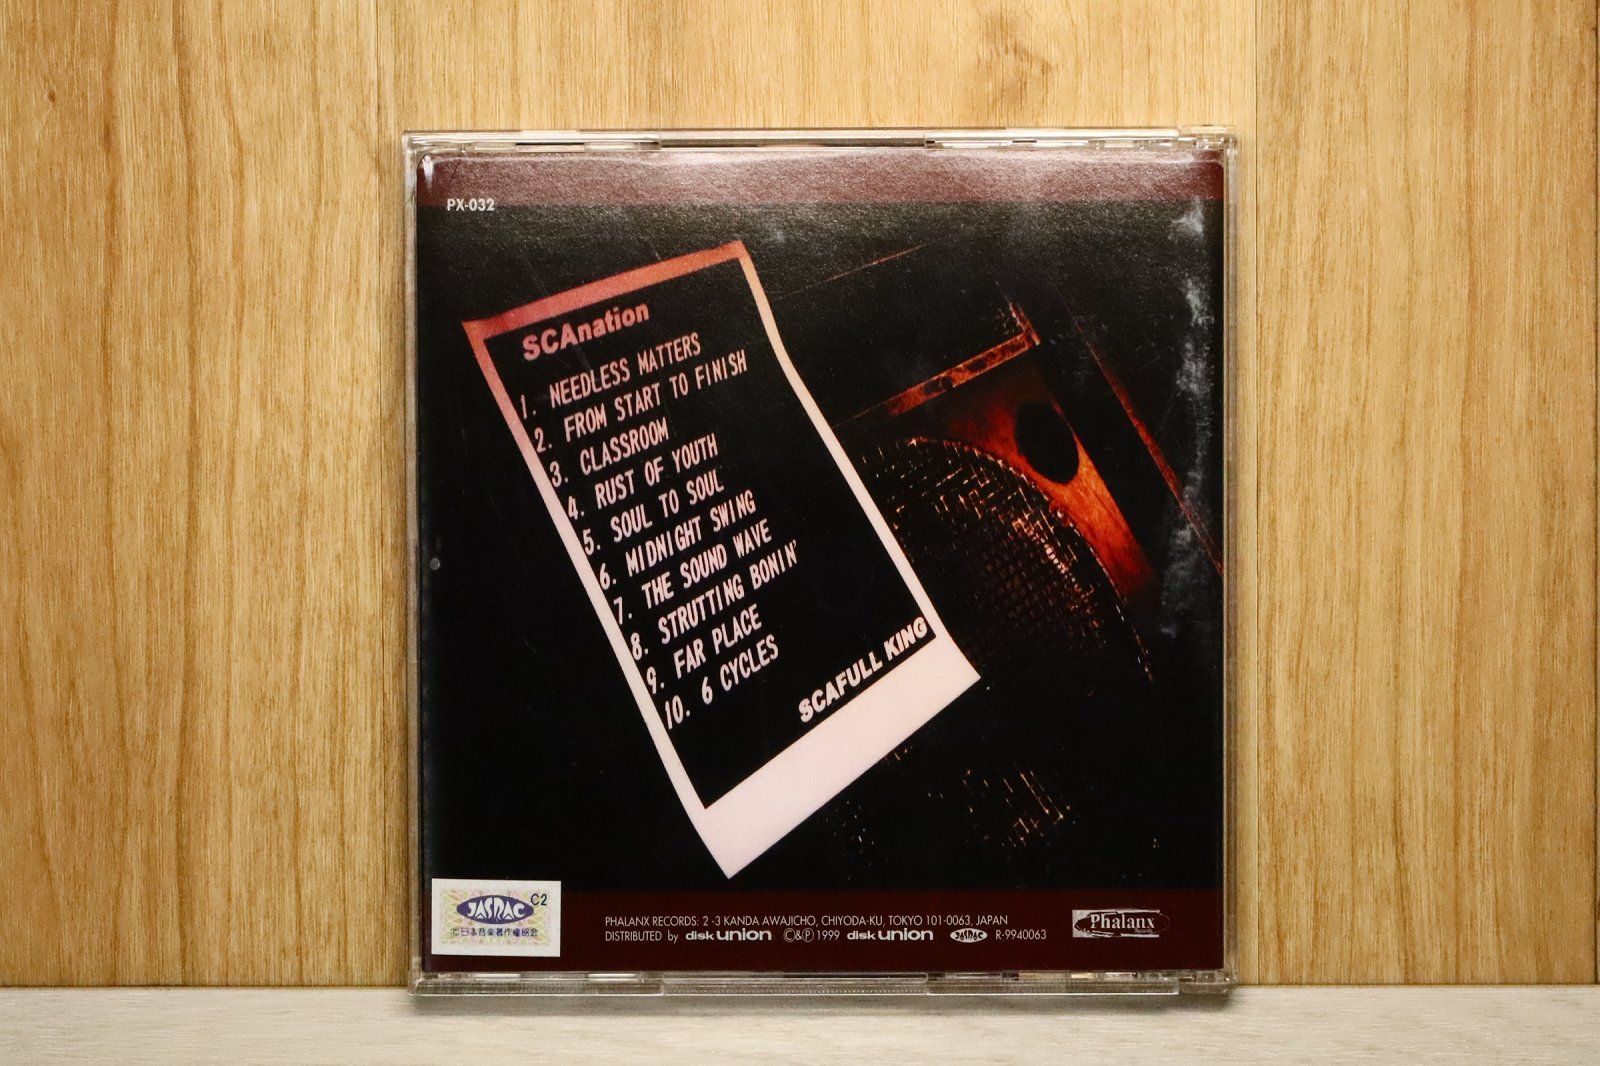 PX-032
SCAnation
1. NEEDLESS MATTERS
2. FROM START TO FINISH
3. CLASSROOM
4. RUST OF YOUTH
5. SOUL TO SOUL
6. MIDNIGHT SWING
7. THE SOUND WAVE
8. STRUTTING BONIN'
9. FAR PLACE
10. 6 CYCLES
SCAFULL KING
JASRAC C2
PHALANX RECORDS: 2-3 KANDA AWAJICHO, CHIYODA-KU, TOKYO 101-0063, JAPAN
DISTRIBUTED by disk union ©&℗ 1999 disk union JASRAC R-9940063
Phalanx